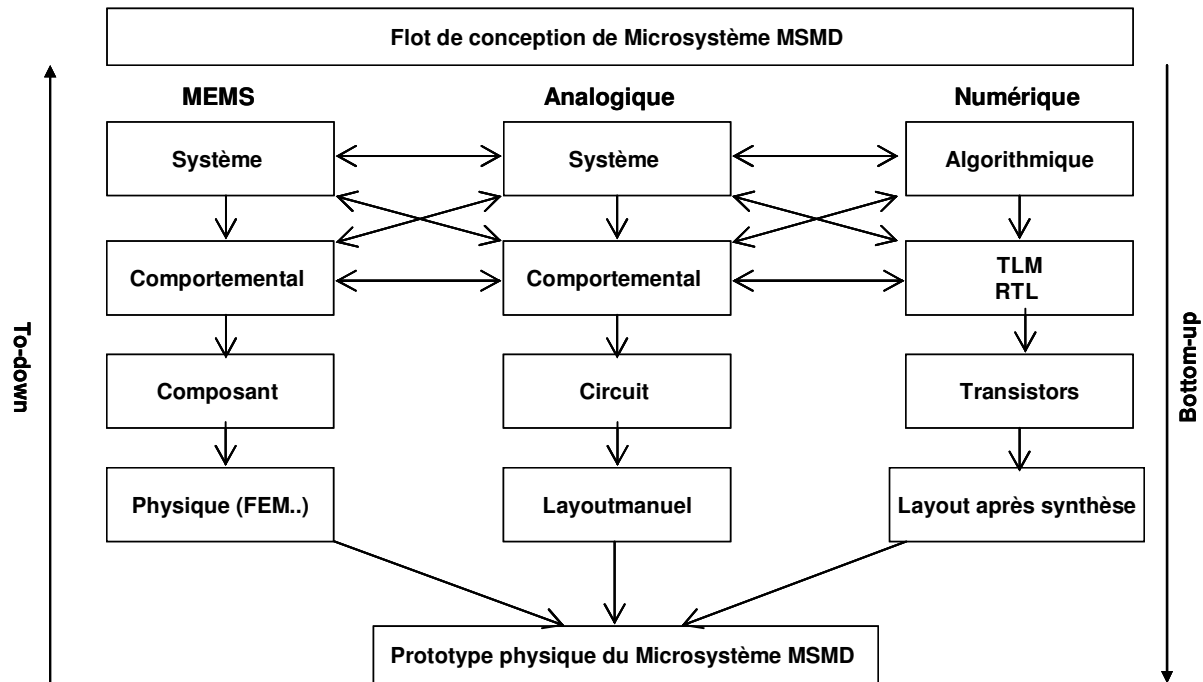 Flot de conception de Microsystème MSMD
MEMS
Analogique
Numérique
Système
Système
Algorithmique
Comportemental
Comportemental
TLM
RTL
Composant
Circuit
Transistors
Physique (FEM..)
Layoutmanuel
Layout après synthèse
Prototype physique du Microsystème MSMD
To-down
Bottom-up